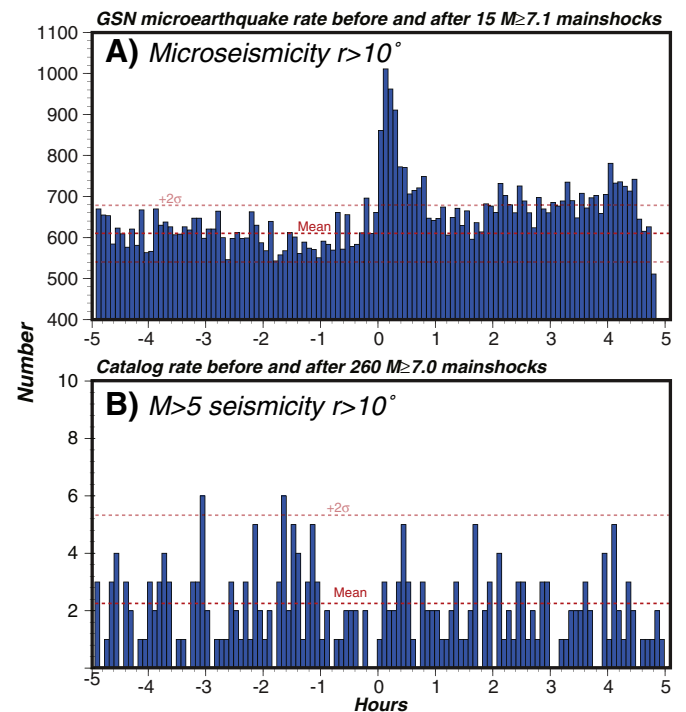 GSN microearthquake rate before and after 15 M≥7.1 mainshocks
A) Microseismicity r>10˚
1100
1000
900
800
700
600
500
400
+2σ
Mean
-5 -4 -3 -2 -1 0 1 2 3 4 5
Number
Catalog rate before and after 260 M≥7.0 mainshocks
B) M>5 seismicity r>10˚
10
8
6
4
2
+2σ
Mean
-5 -4 -3 -2 -1 0 1 2 3 4 5
Hours